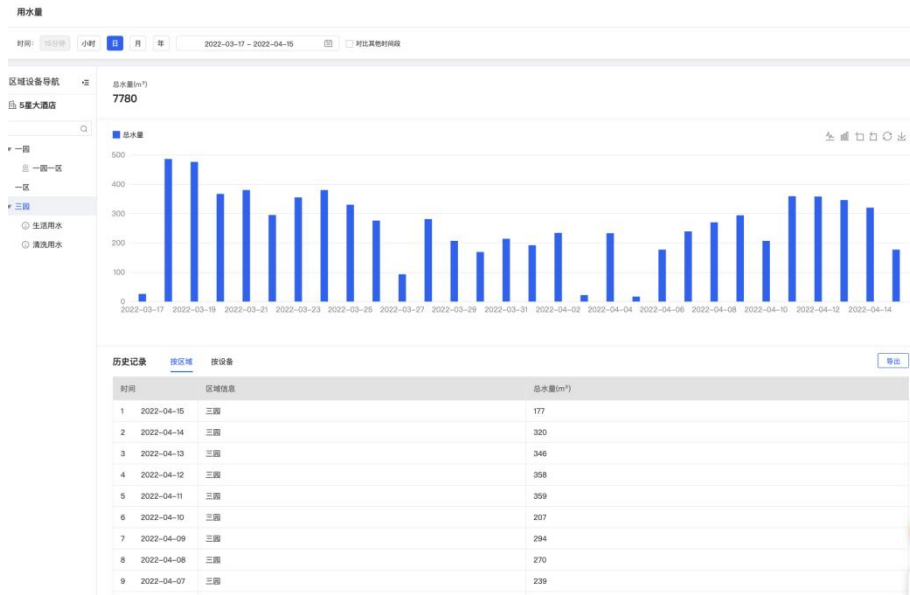 用水量
时间: 15分钟 小时 日 月 年 2022-03-17 - 2022-04-15 对比其他时间段
区域设备导航
5星大酒店
一园
一园一区
一区
三园
生活用水
清洗用水
总水量(m³)
7780
总水量
500
400
300
200
100
0
2022-03-17 2022-03-19 2022-03-21 2022-03-23 2022-03-25 2022-03-27 2022-03-29 2022-03-31 2022-04-02 2022-04-04 2022-04-06 2022-04-08 2022-04-10 2022-04-12 2022-04-14
历史记录 按区域 按设备 导出
时间 区域信息 总水量(m³)
1 2022-04-15 三园 177
2 2022-04-14 三园 320
3 2022-04-13 三园 346
4 2022-04-12 三园 358
5 2022-04-11 三园 359
6 2022-04-10 三园 207
7 2022-04-09 三园 294
8 2022-04-08 三园 270
9 2022-04-07 三园 239